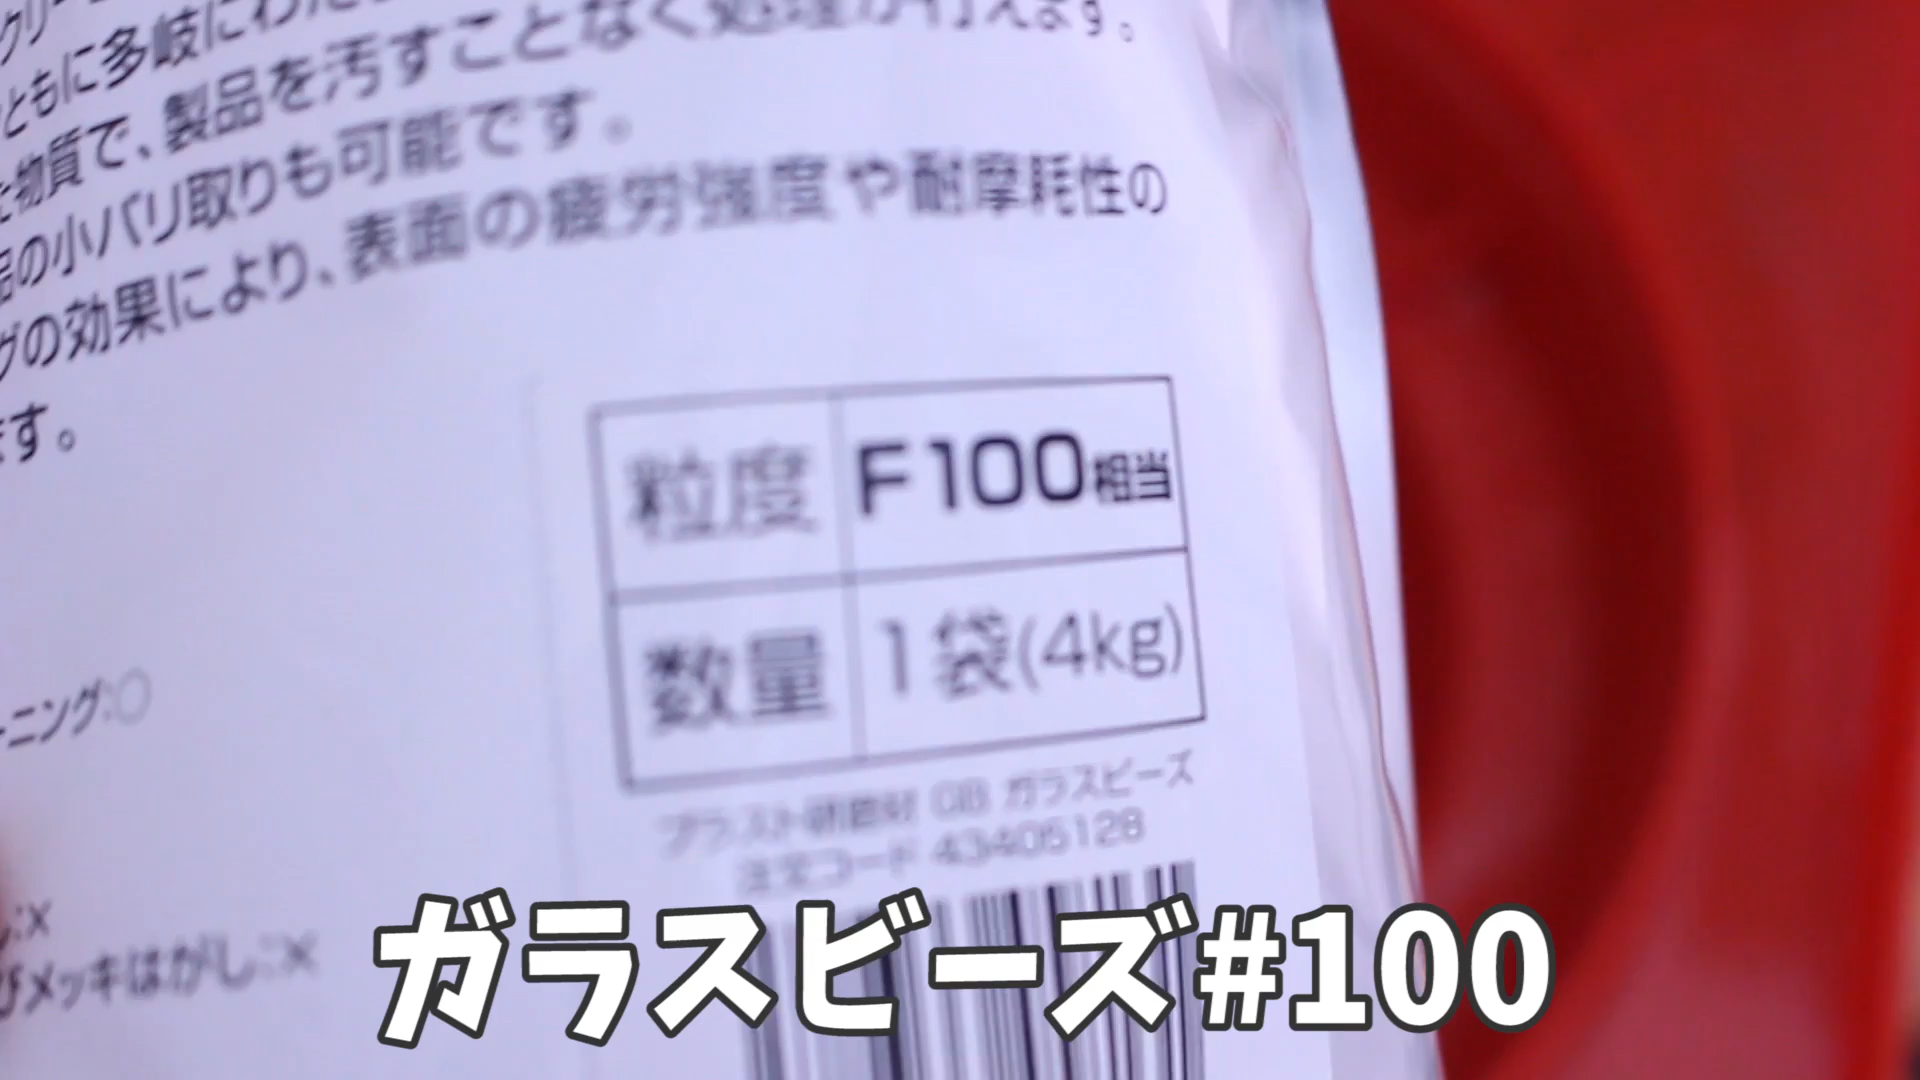 ともに多岐にわた
物質で、製品を汚すことなく処理が行えます。
品の小バリ取りも可能です。
グの効果により、表面の疲労強度や耐摩耗性の
ます。
粒度 F100相当
数量 1袋(4kg)
ーニング:○
ブラスト研磨材 GB ガラスビーズ
注文コード 43405128
:×
びメッキはがし:×
ガラスビーズ#100